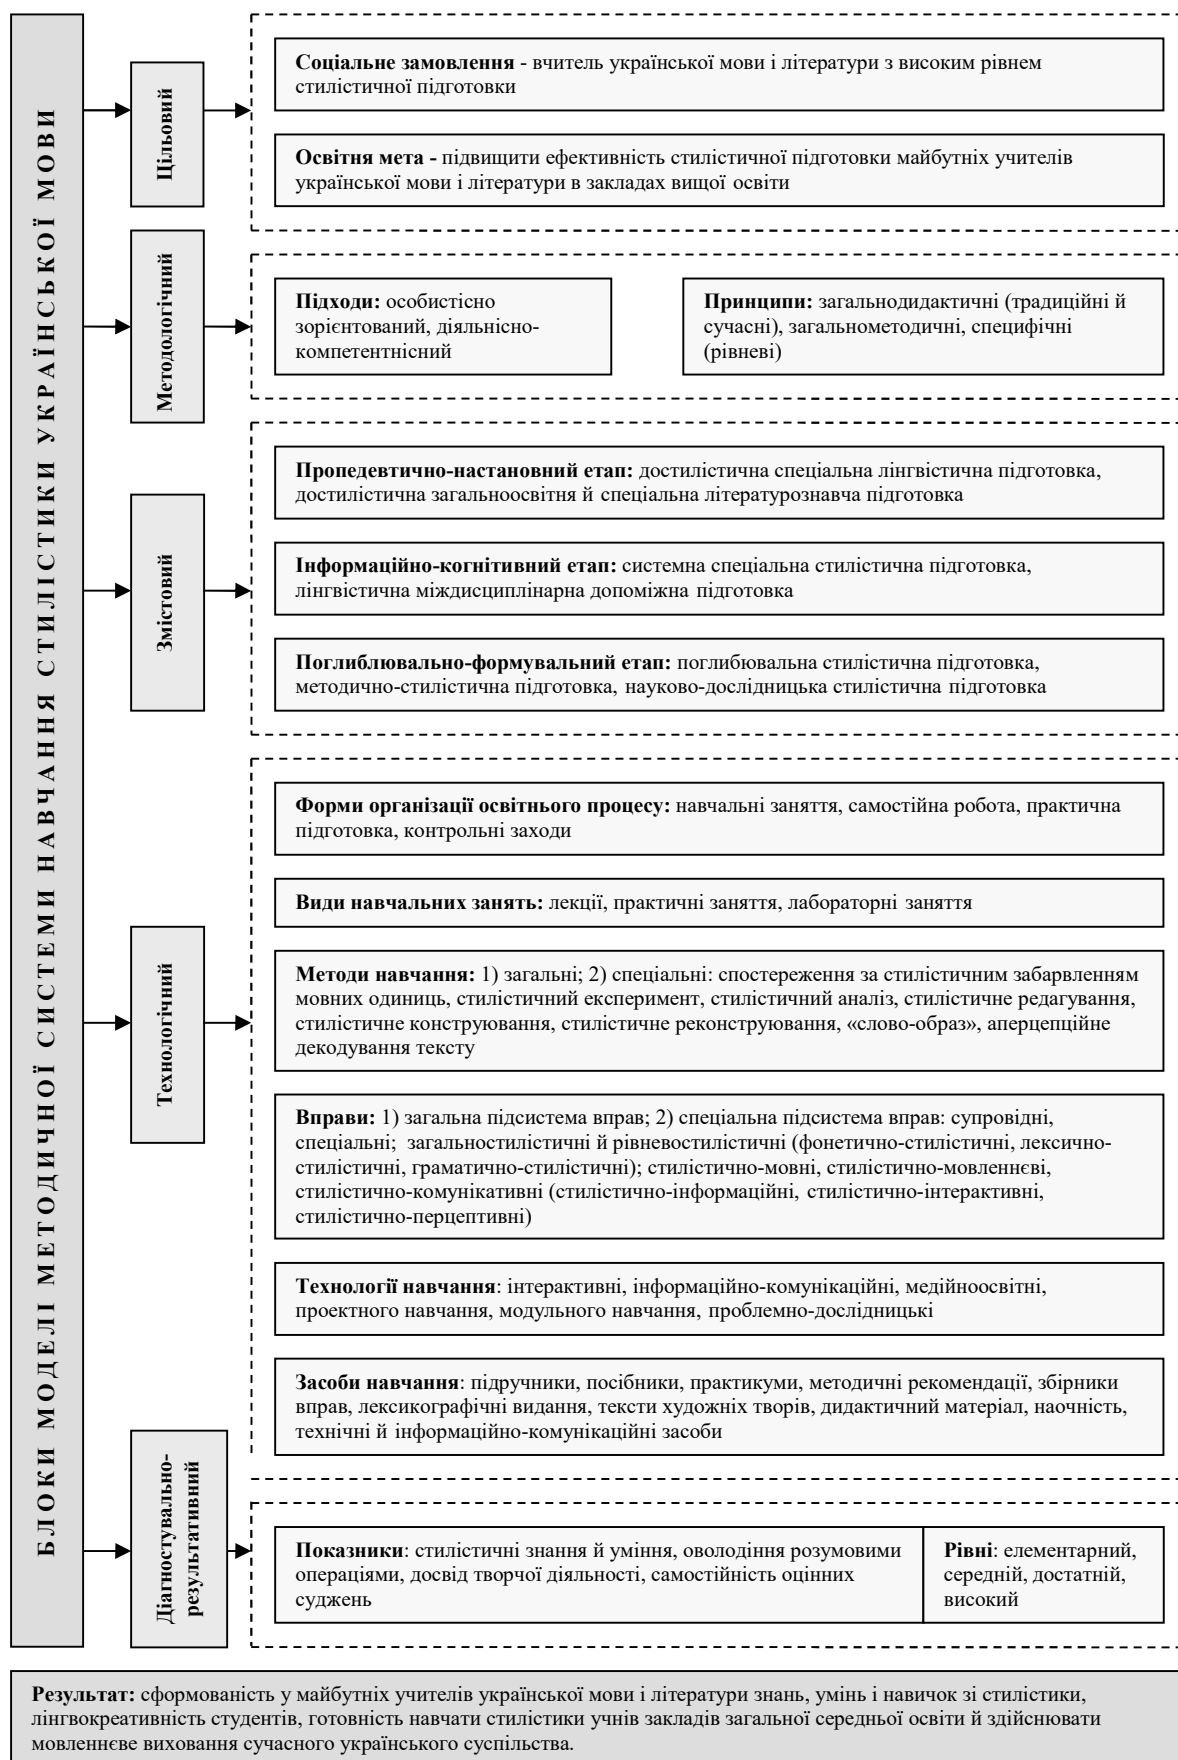 БЛОКИ МОДЕЛІ МЕТОДИЧНОЇ СИСТЕМИ НАВЧАННЯ СТИЛІСТИКИ УКРАЇНСЬКОЇ МОВИ
Цільовий
Соціальне замовлення - вчитель української мови і літератури з високим рівнем
стилістичної підготовки
Освітня мета - підвищити ефективність стилістичної підготовки майбутніх учителів
української мови і літератури в закладах вищої освіти
Методологічний
Підходи: особистісно
зорієнтований, діяльнісно-
компетентнісний
Принципи: загальнодидактичні (традиційні й
сучасні), загальнометодичні, специфічні
(рівневі)
Змістовий
Пропедевтично-настановний етап: достилістична спеціальна лінгвістична підготовка,
достилістична загальноосвітня й спеціальна літературознавча підготовка
Інформаційно-когнітивний етап: системна спеціальна стилістична підготовка,
лінгвістична міждисциплінарна допоміжна підготовка
Поглиблювально-формувальний етап: поглибювальна стилістична підготовка,
методично-стилістична підготовка, науково-дослідницька стилістична підготовка
Технологічний
Форми організації освітнього процесу: навчальні заняття, самостійна робота, практична
підготовка, контрольні заходи
Види навчальних занять: лекції, практичні заняття, лабораторні заняття
Методи навчання: 1) загальні; 2) спеціальні: спостереження за стилістичним забарвленням
мовних одиниць, стилістичний експеримент, стилістичний аналіз, стилістичне редагування,
стилістичне конструювання, стилістичне реконструювання, «слово-образ», аперцепційне
декодування тексту
Вправи: 1) загальна підсистема вправ; 2) спеціальна підсистема вправ: супровідні,
спеціальні; загальностилістичні й рівневостилістичні (фонетично-стилістичні, лексично-
стилістичні, граматично-стилістичні); стилістично-мовні, стилістично-мовленнєві,
стилістично-комунікативні (стилістично-інформаційні, стилістично-інтерактивні,
стилістично-перцептивні)
Технології навчання: інтерактивні, інформаційно-комунікаційні, медійноосвітні,
проектного навчання, модульного навчання, проблемно-дослідницькі
Засоби навчання: підручники, посібники, практикуми, методичні рекомендації, збірники
вправ, лексикографічні видання, тексти художніх творів, дидактичний матеріал, наочність,
технічні й інформаційно-комунікаційні засоби
Діагностувально-
результативний
Показники: стилістичні знання й уміння, оволодіння розумовими
операціями, досвід творчої діяльності, самостійність оцінних
суджень
Рівні: елементарний,
середній, достатній,
високий
Результат: сформованість у майбутніх учителів української мови і літератури знань, умінь і навичок зі стилістики,
лінгвокреативність студентів, готовність навчати стилістики учнів закладів загальної середньої освіти й здійснювати
мовленнєве виховання сучасного українського суспільства.